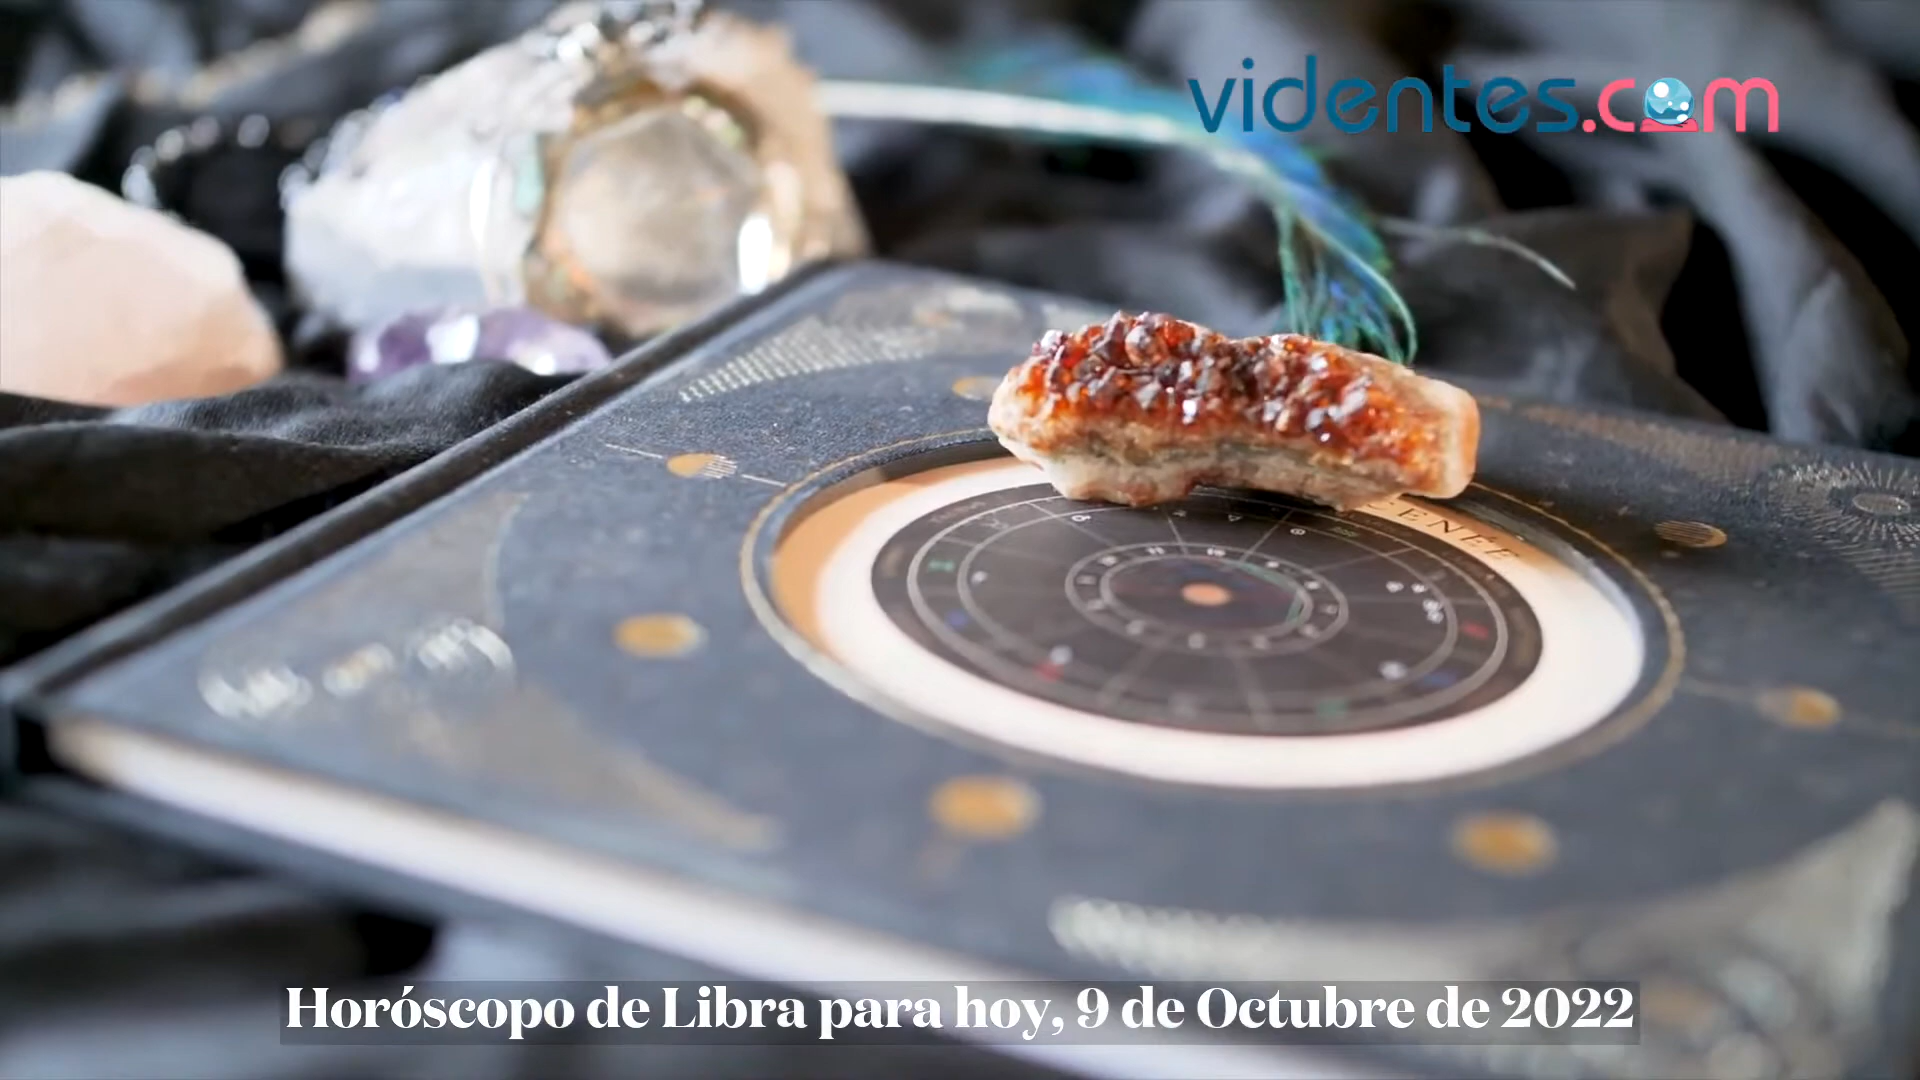 videntes.com
Horóscopo de Libra para hoy, 9 de Octubre de 2022